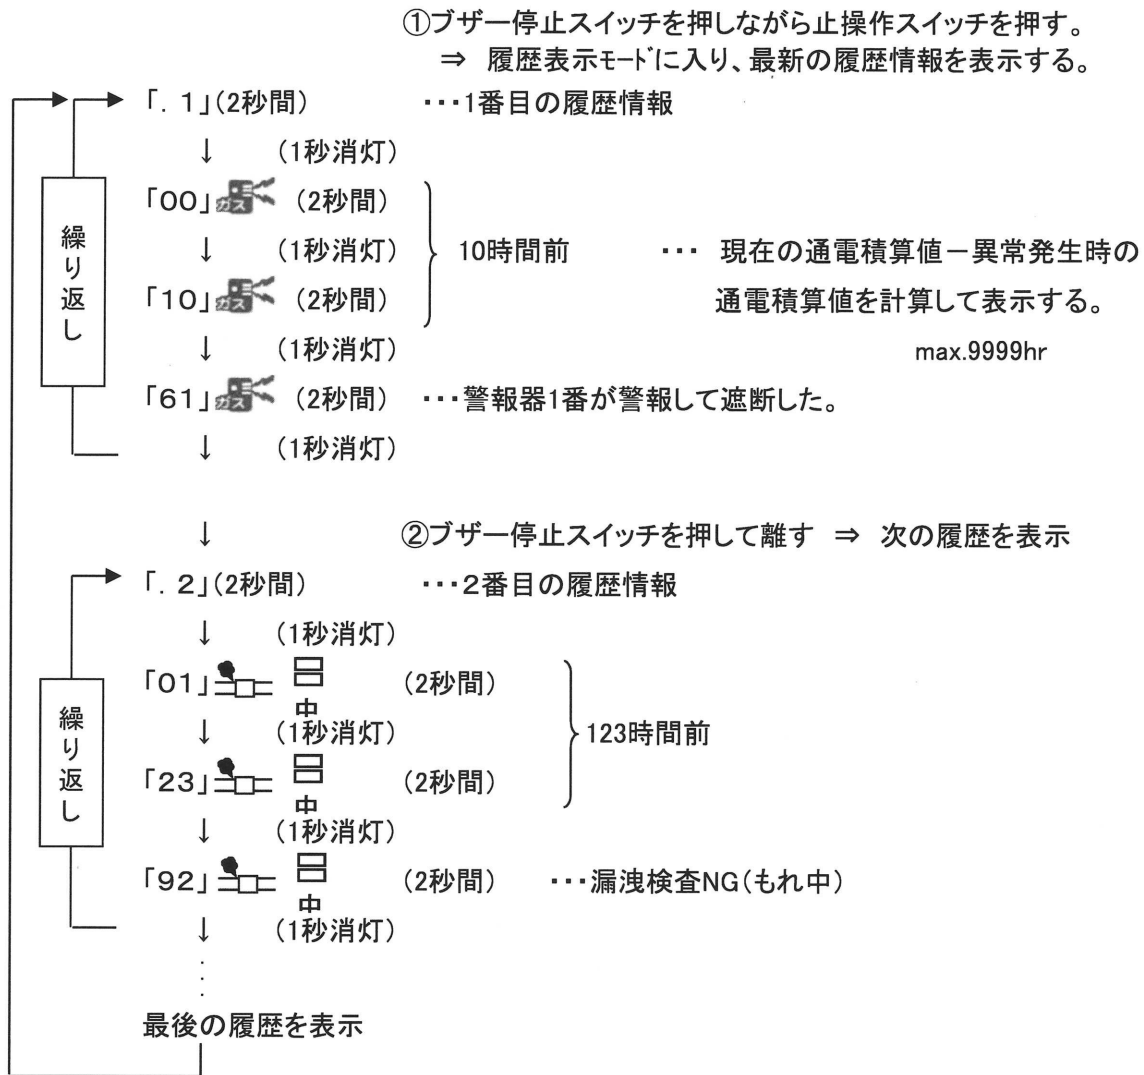 ①ブザー停止スイッチを押しながら止操作スイッチを押す。
⇒ 履歴表示ﾓｰﾄﾞに入り、最新の履歴情報を表示する。
「. 1」(2秒間) ・・・1番目の履歴情報
↓ (1秒消灯)
「00」ガス (2秒間)
↓ (1秒消灯) 10時間前 ・・・ 現在の通電積算値－異常発生時の
「10」ガス (2秒間) 通電積算値を計算して表示する。
↓ (1秒消灯) max.9999hr
「61」ガス (2秒間) ・・・警報器1番が警報して遮断した。
↓ (1秒消灯)
繰り返し
↓ ②ブザー停止スイッチを押して離す ⇒ 次の履歴を表示
「. 2」(2秒間) ・・・2番目の履歴情報
↓ (1秒消灯)
「01」 中 (2秒間)
↓ (1秒消灯) 123時間前
「23」 中 (2秒間)
↓ (1秒消灯)
「92」 中 (2秒間) ・・・漏洩検査NG(もれ中)
↓ (1秒消灯)
繰り返し
最後の履歴を表示